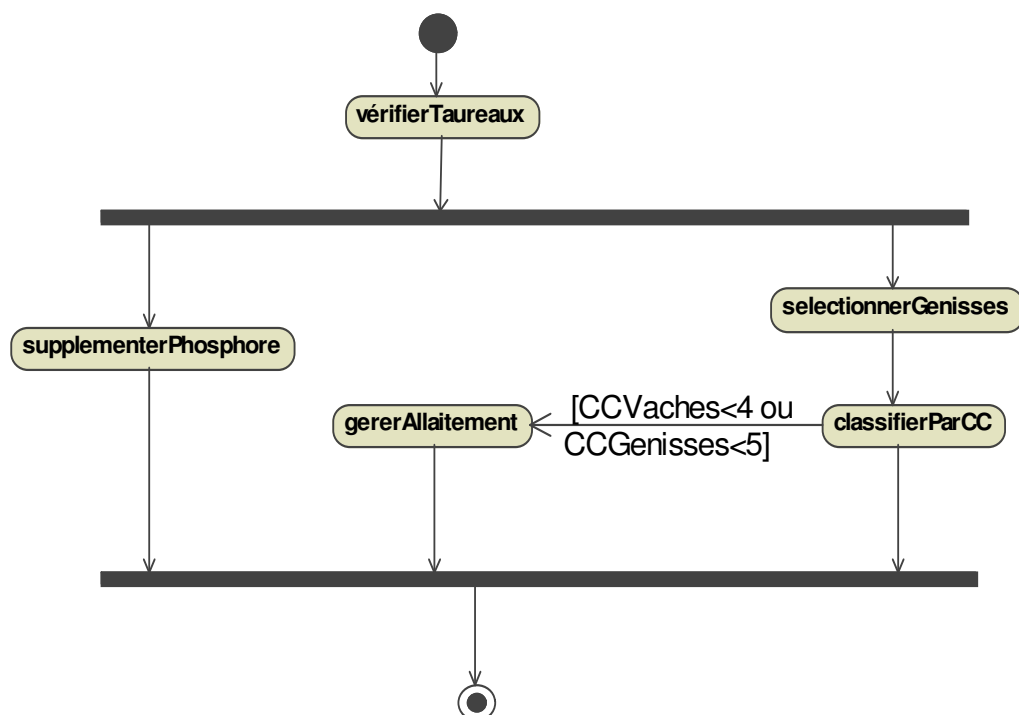 vérifierTaureaux
selectionnerGenisses
supplementerPhosphore
gererAllaitement
[CCVaches<4 ou
CCGenisses<5]
classifierParCC